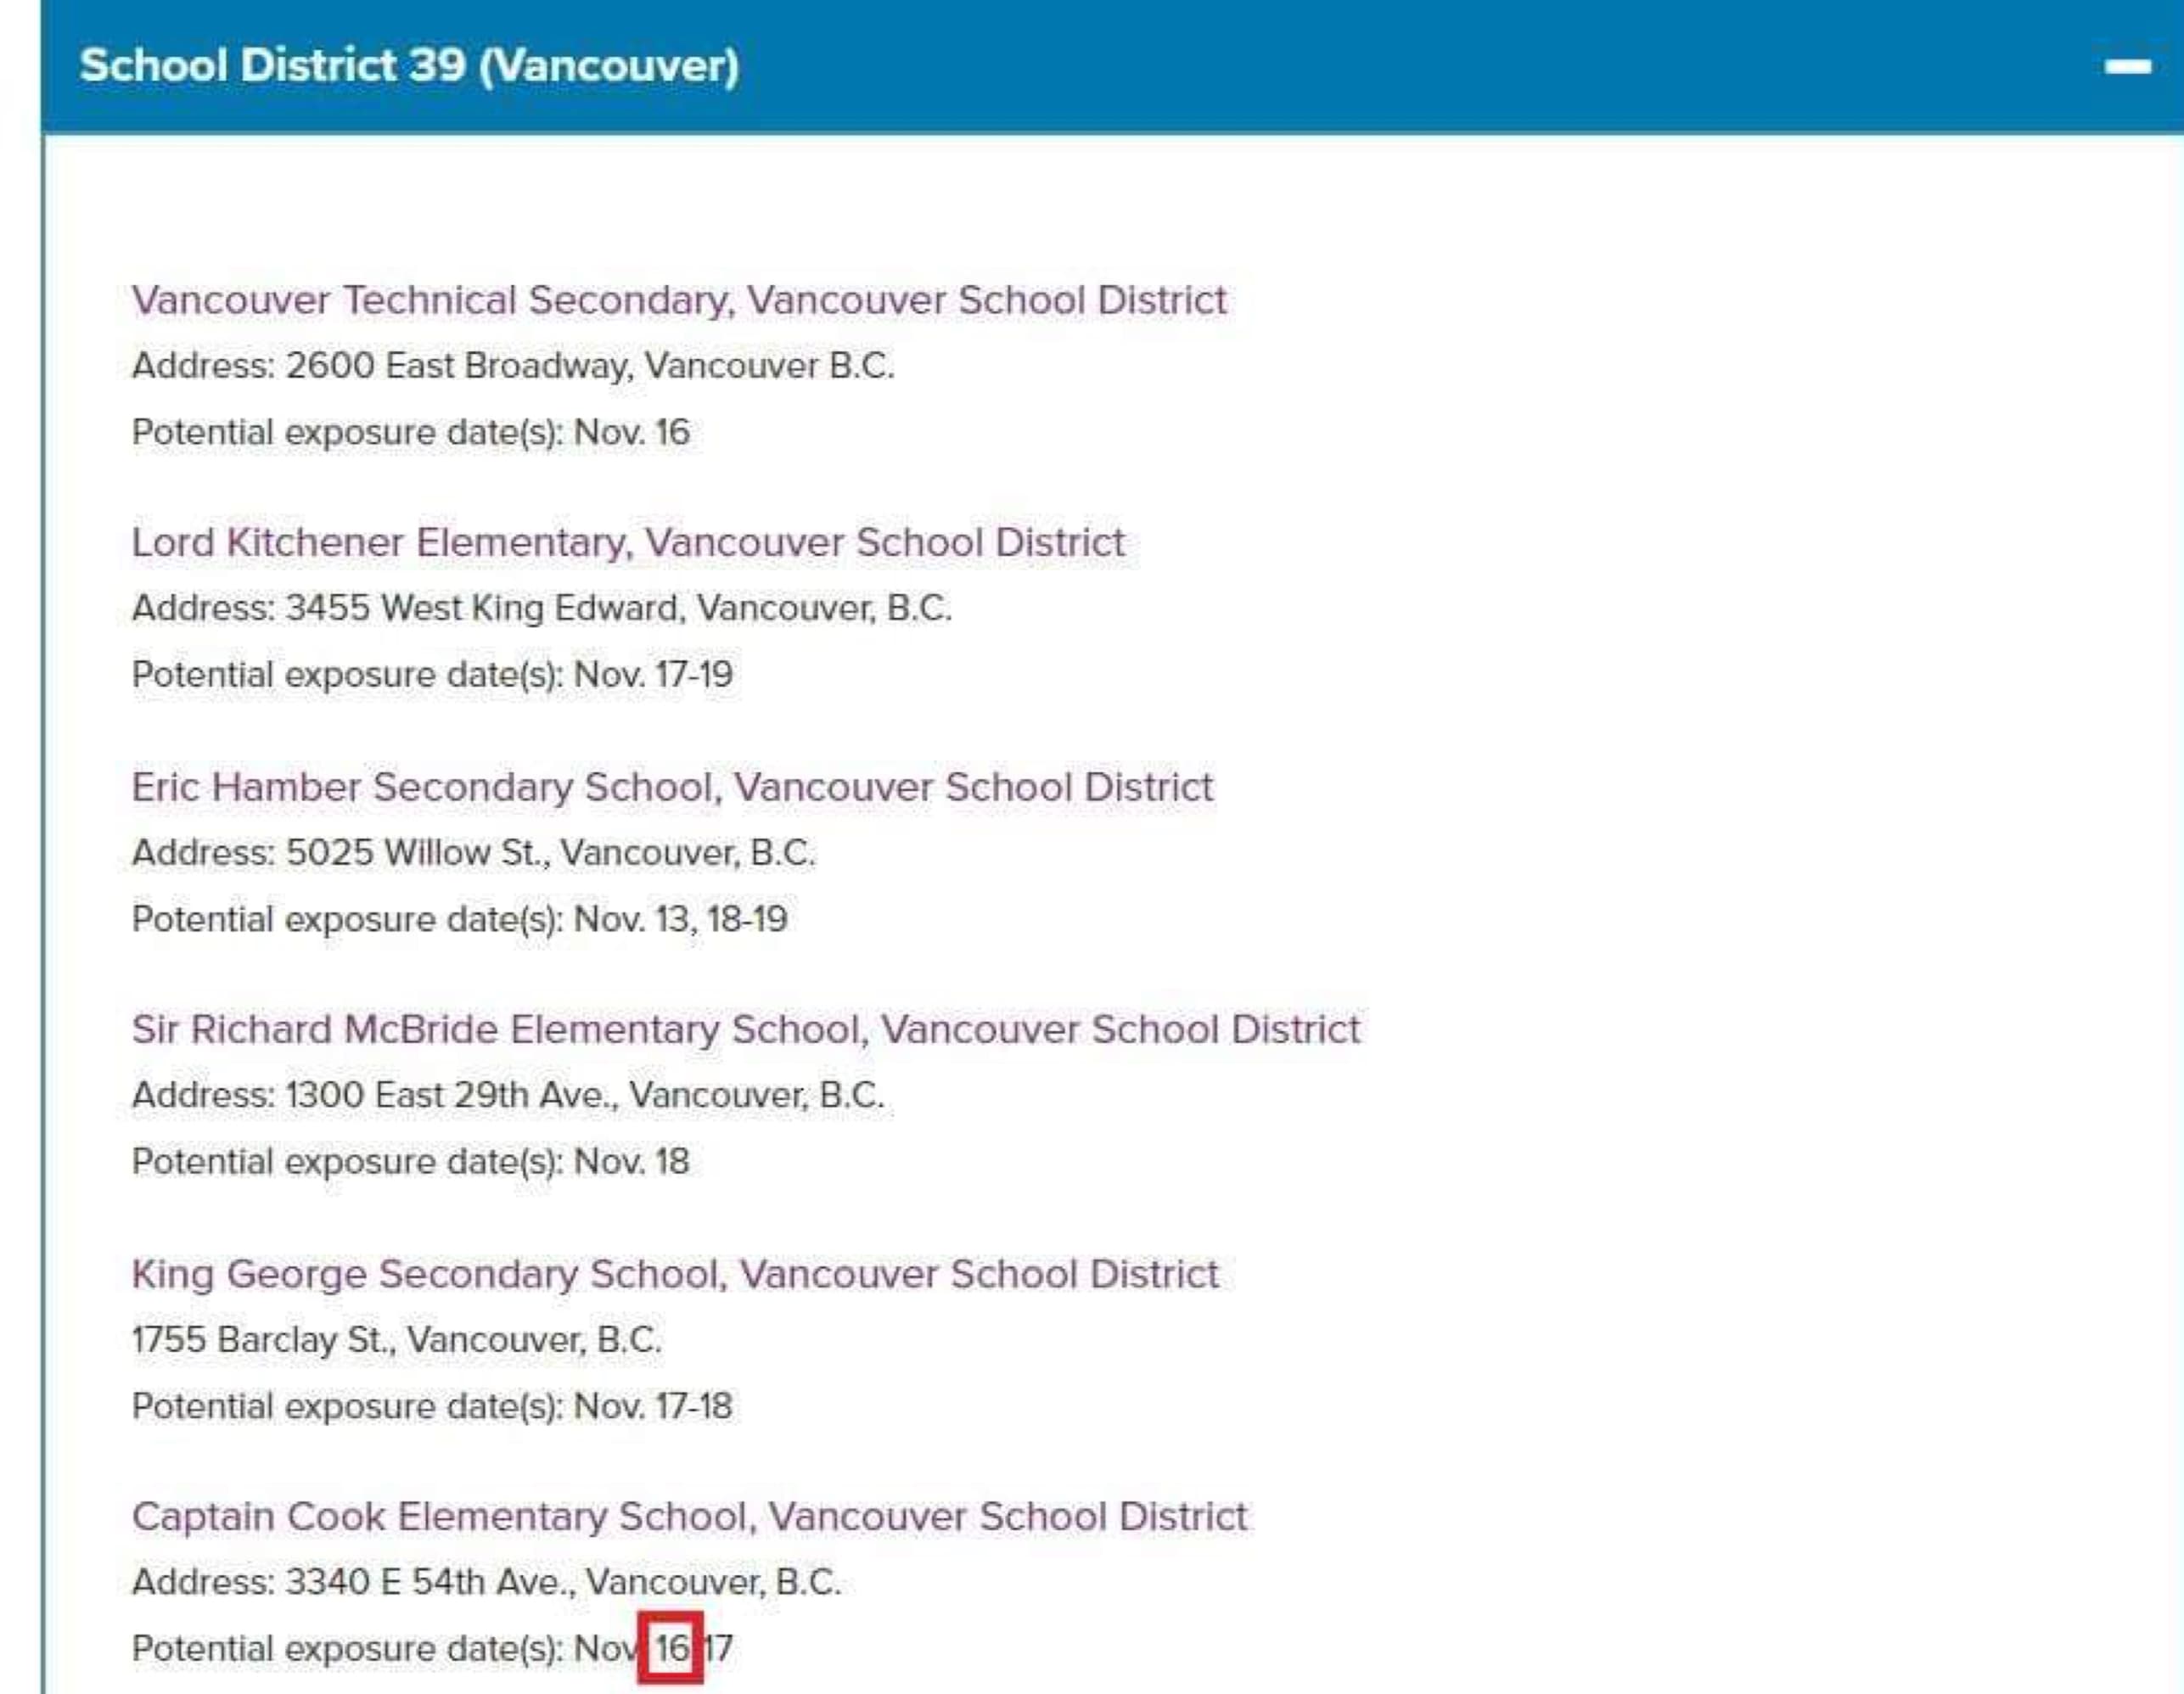 School District 39 (Vancouver)
Vancouver Technical Secondary, Vancouver School District
Address: 2600 East Broadway, Vancouver B.C.
Potential exposure date(s): Nov. 16
Lord Kitchener Elementary, Vancouver School District
Address: 3455 West King Edward, Vancouver, B.C.
Potential exposure date(s): Nov. 17-19
Eric Hamber Secondary School, Vancouver School District
Address: 5025 Willow St., Vancouver, B.C.
Potential exposure date(s): Nov. 13, 18-19
Sir Richard McBride Elementary School, Vancouver School District
Address: 1300 East 29th Ave., Vancouver, B.C.
Potential exposure date(s): Nov. 18
King George Secondary School, Vancouver School District
1755 Barclay St., Vancouver, B.C.
Potential exposure date(s): Nov. 17-18
Captain Cook Elementary School, Vancouver School District
Address: 3340 E 54th Ave., Vancouver, B.C.
Potential exposure date(s): Nov 16 17